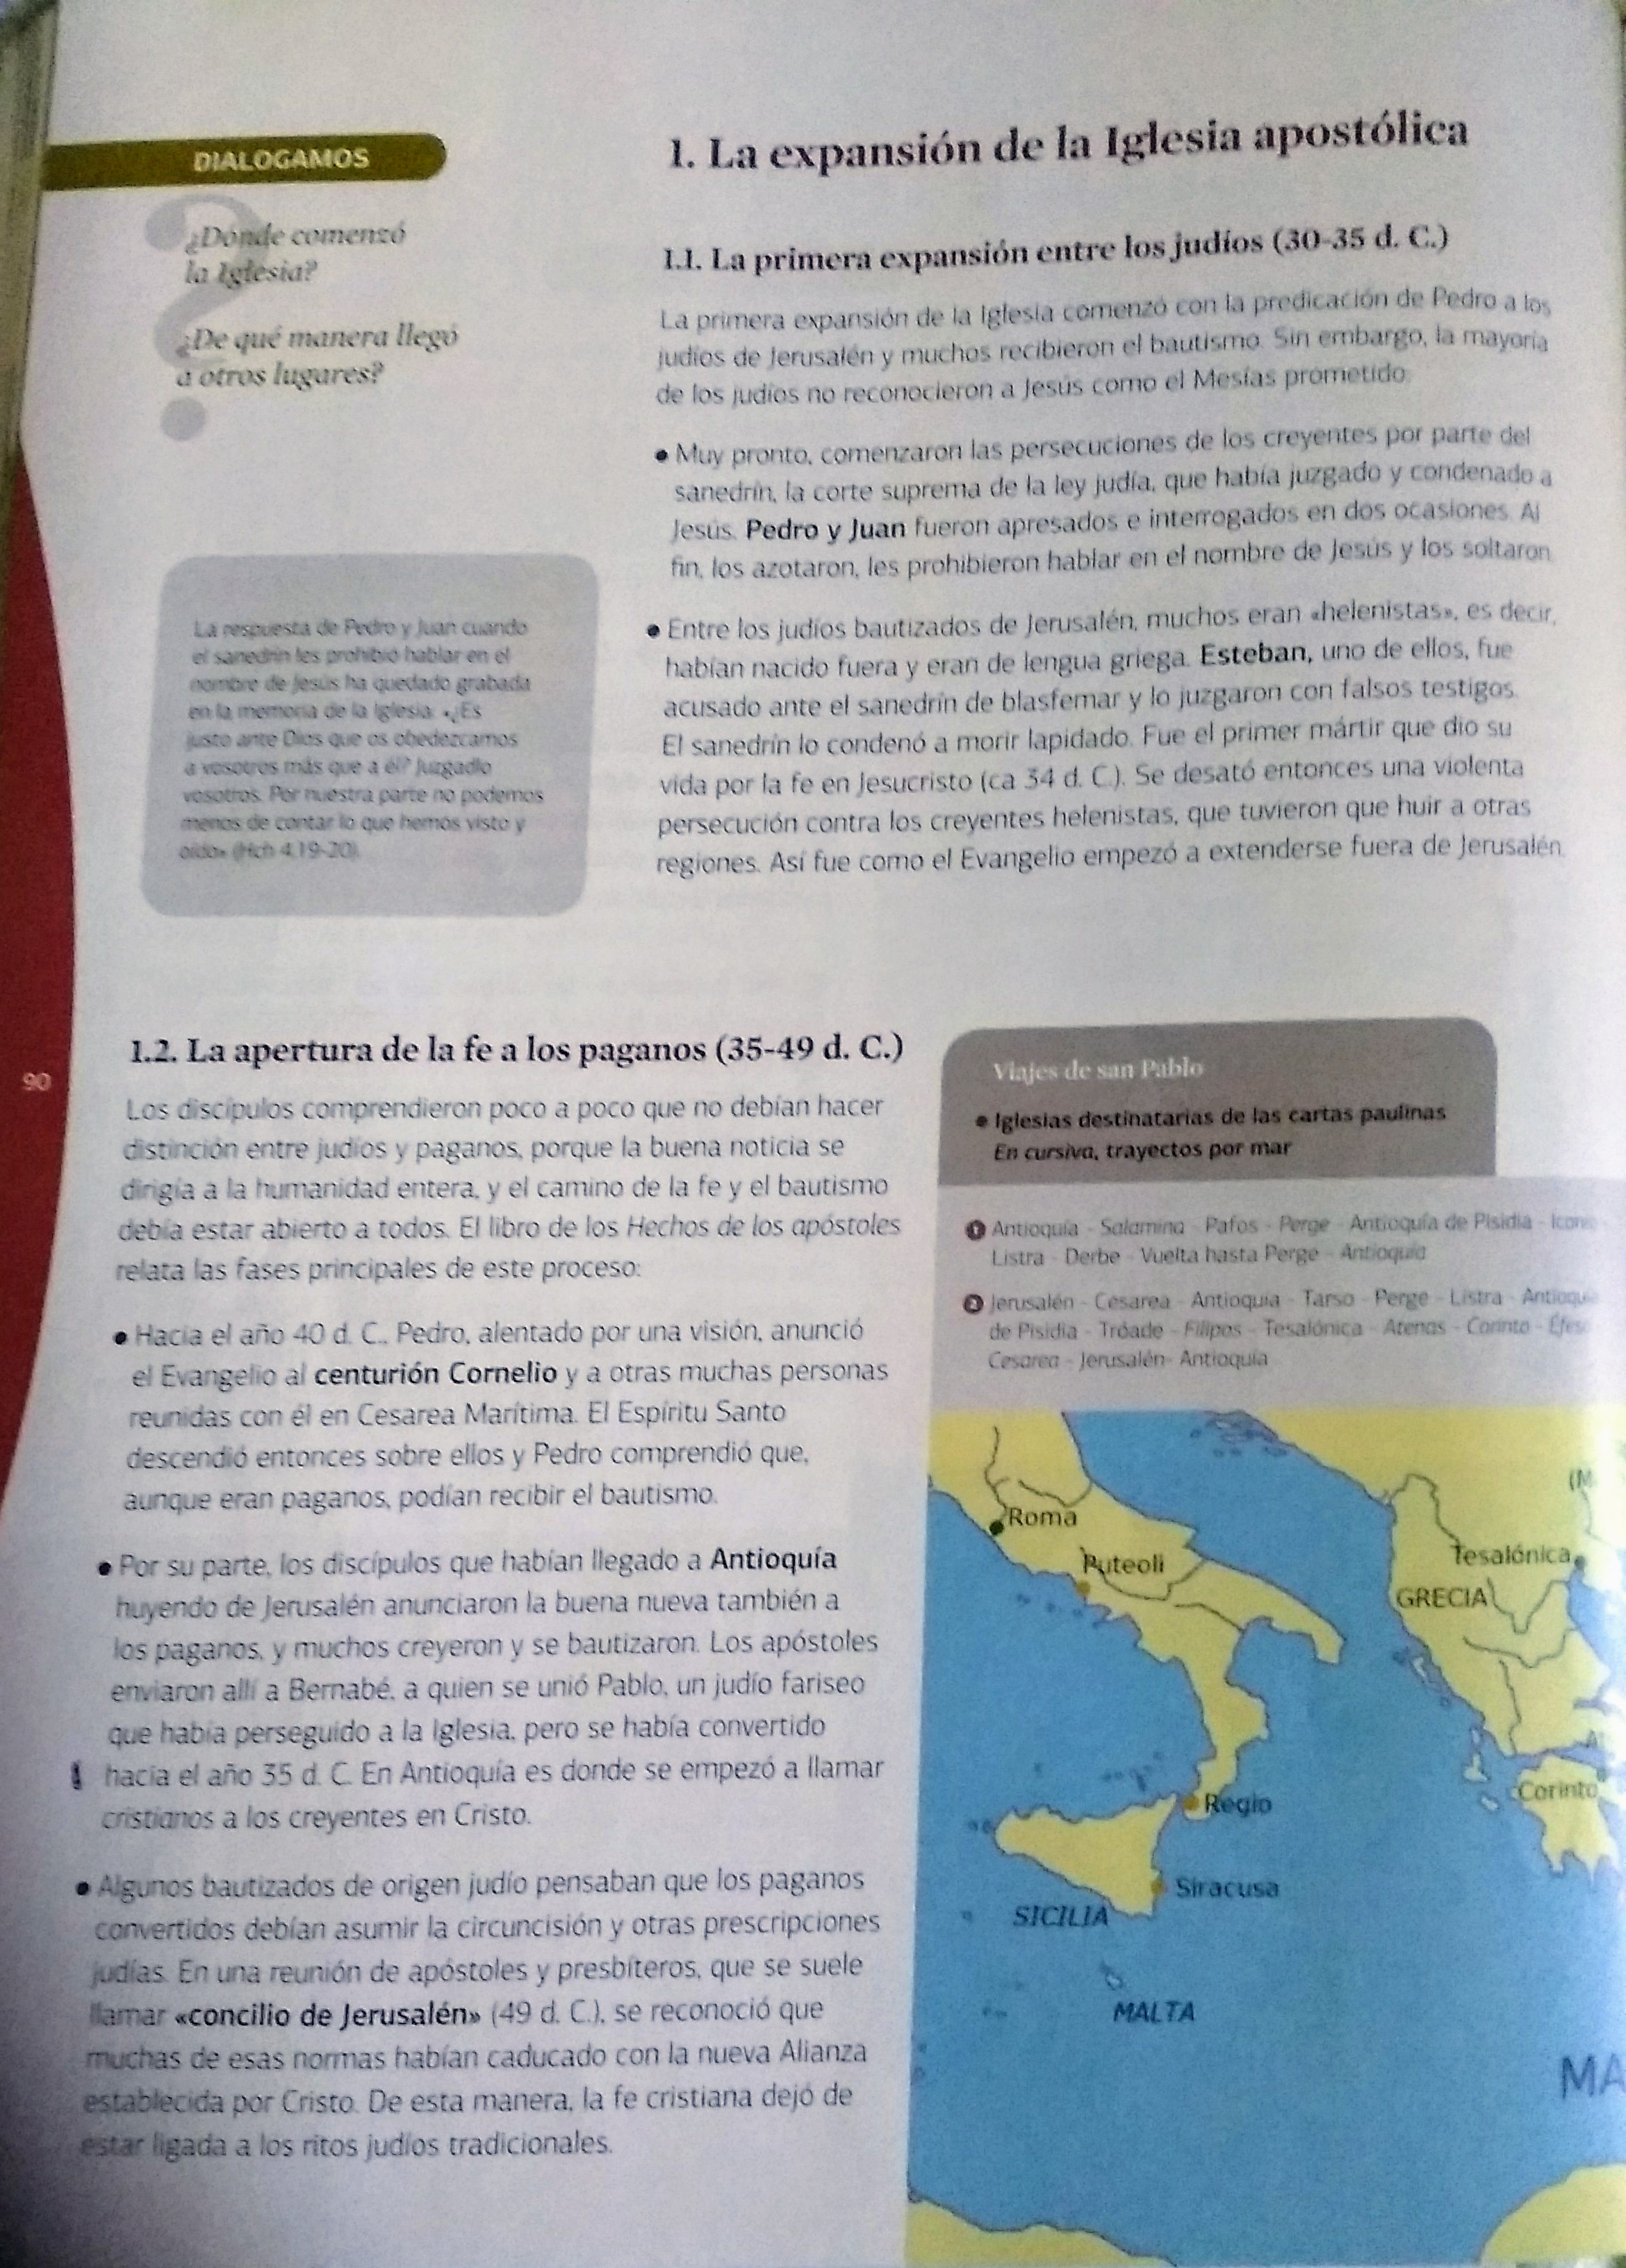 DIALOGAMOS
¿Dónde comenzó
la Iglesia?
¿De qué manera llegó
a otros lugares?
La respuesta de Pedro y Juan cuando
el sanedrín les prohibió hablar en el
nombre de Jesús ha quedado grabada
en la memoria de la Iglesia: «¿Es
justo ante Dios que os obedezcamos
a vosotros más que a él? Juzgadlo
vosotros. Por nuestra parte no podemos
menos de contar lo que hemos visto y
oído» (Hch 4,19-20).
1. La expansión de la Iglesia apostólica
1.1. La primera expansión entre los judíos (30-35 d. C.)
La primera expansión de la Iglesia comenzó con la predicación de Pedro a los
judíos de Jerusalén y muchos recibieron el bautismo. Sin embargo, la mayoría
de los judíos no reconocieron a Jesús como el Mesías prometido.
• Muy pronto, comenzaron las persecuciones de los creyentes por parte del
sanedrín, la corte suprema de la ley judía, que había juzgado y condenado a
Jesús. Pedro y Juan fueron apresados e interrogados en dos ocasiones. Al
fin, los azotaron, les prohibieron hablar en el nombre de Jesús y los soltaron.
• Entre los judíos bautizados de Jerusalén, muchos eran «helenistas», es decir,
habían nacido fuera y eran de lengua griega. Esteban, uno de ellos, fue
acusado ante el sanedrín de blasfemar y lo juzgaron con falsos testigos.
El sanedrín lo condenó a morir lapidado. Fue el primer mártir que dio su
vida por la fe en Jesucristo (ca 34 d. C.). Se desató entonces una violenta
persecución contra los creyentes helenistas, que tuvieron que huir a otras
regiones. Así fue como el Evangelio empezó a extenderse fuera de Jerusalén.
90
1.2. La apertura de la fe a los paganos (35-49 d. C.)
Los discípulos comprendieron poco a poco que no debían hacer
distinción entre judíos y paganos, porque la buena noticia se
dirigía a la humanidad entera, y el camino de la fe y el bautismo
debía estar abierto a todos. El libro de los Hechos de los apóstoles
relata las fases principales de este proceso:
• Hacia el año 40 d. C., Pedro, alentado por una visión, anunció
el Evangelio al centurión Cornelio y a otras muchas personas
reunidas con él en Cesarea Marítima. El Espíritu Santo
descendió entonces sobre ellos y Pedro comprendió que,
aunque eran paganos, podían recibir el bautismo.
• Por su parte, los discípulos que habían llegado a Antioquía
huyendo de Jerusalén anunciaron la buena nueva también a
los paganos, y muchos creyeron y se bautizaron. Los apóstoles
enviaron allí a Bernabé, a quien se unió Pablo, un judío fariseo
que había perseguido a la Iglesia, pero se había convertido
hacia el año 35 d. C. En Antioquía es donde se empezó a llamar
cristianos a los creyentes en Cristo.
• Algunos bautizados de origen judío pensaban que los paganos
convertidos debían asumir la circuncisión y otras prescripciones
judías. En una reunión de apóstoles y presbíteros, que se suele
llamar «concilio de Jerusalén» (49 d. C.), se reconoció que
muchas de esas normas habían caducado con la nueva Alianza
establecida por Cristo. De esta manera, la fe cristiana dejó de
estar ligada a los ritos judíos tradicionales.
Viajes de san Pablo
• Iglesias destinatarias de las cartas paulinas
En cursiva, trayectos por mar
1 Antioquía - Salamina - Pafos - Perge - Antioquía de Pisidia - Iconio
Listra - Derbe - Vuelta hasta Perge - Antioquía
2 Jerusalén - Cesarea - Antioquía - Tarso - Perge - Listra - Antioquía
de Pisidia - Tróade - Filipos - Tesalónica - Atenas - Corinto - Éfeso
Cesarea - Jerusalén- Antioquía
(M
Roma
Puteoli
Tesalónica
GRECIA
Corinto
Regio
Siracusa
SICILIA
MALTA
MA